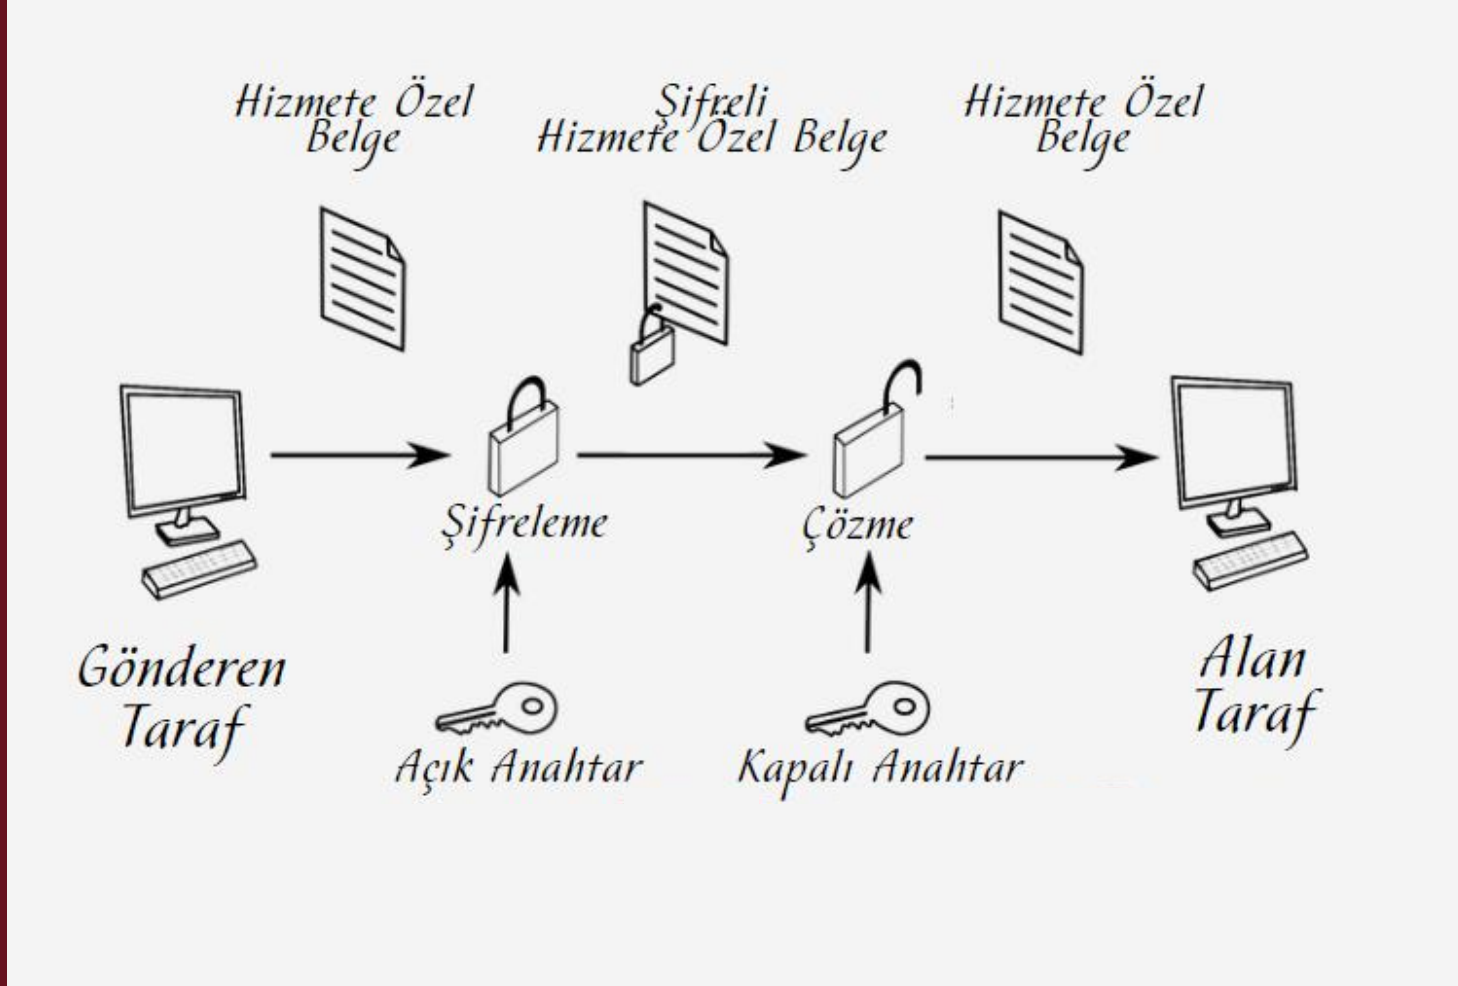 Hizmete Özel
Belge
Şifreli
Hizmete Özel Belge
Hizmete Özel
Belge
Şifreleme
Çözme
Gönderen
Taraf
Alan
Taraf
Açık Anahtar
Kapalı Anahtar